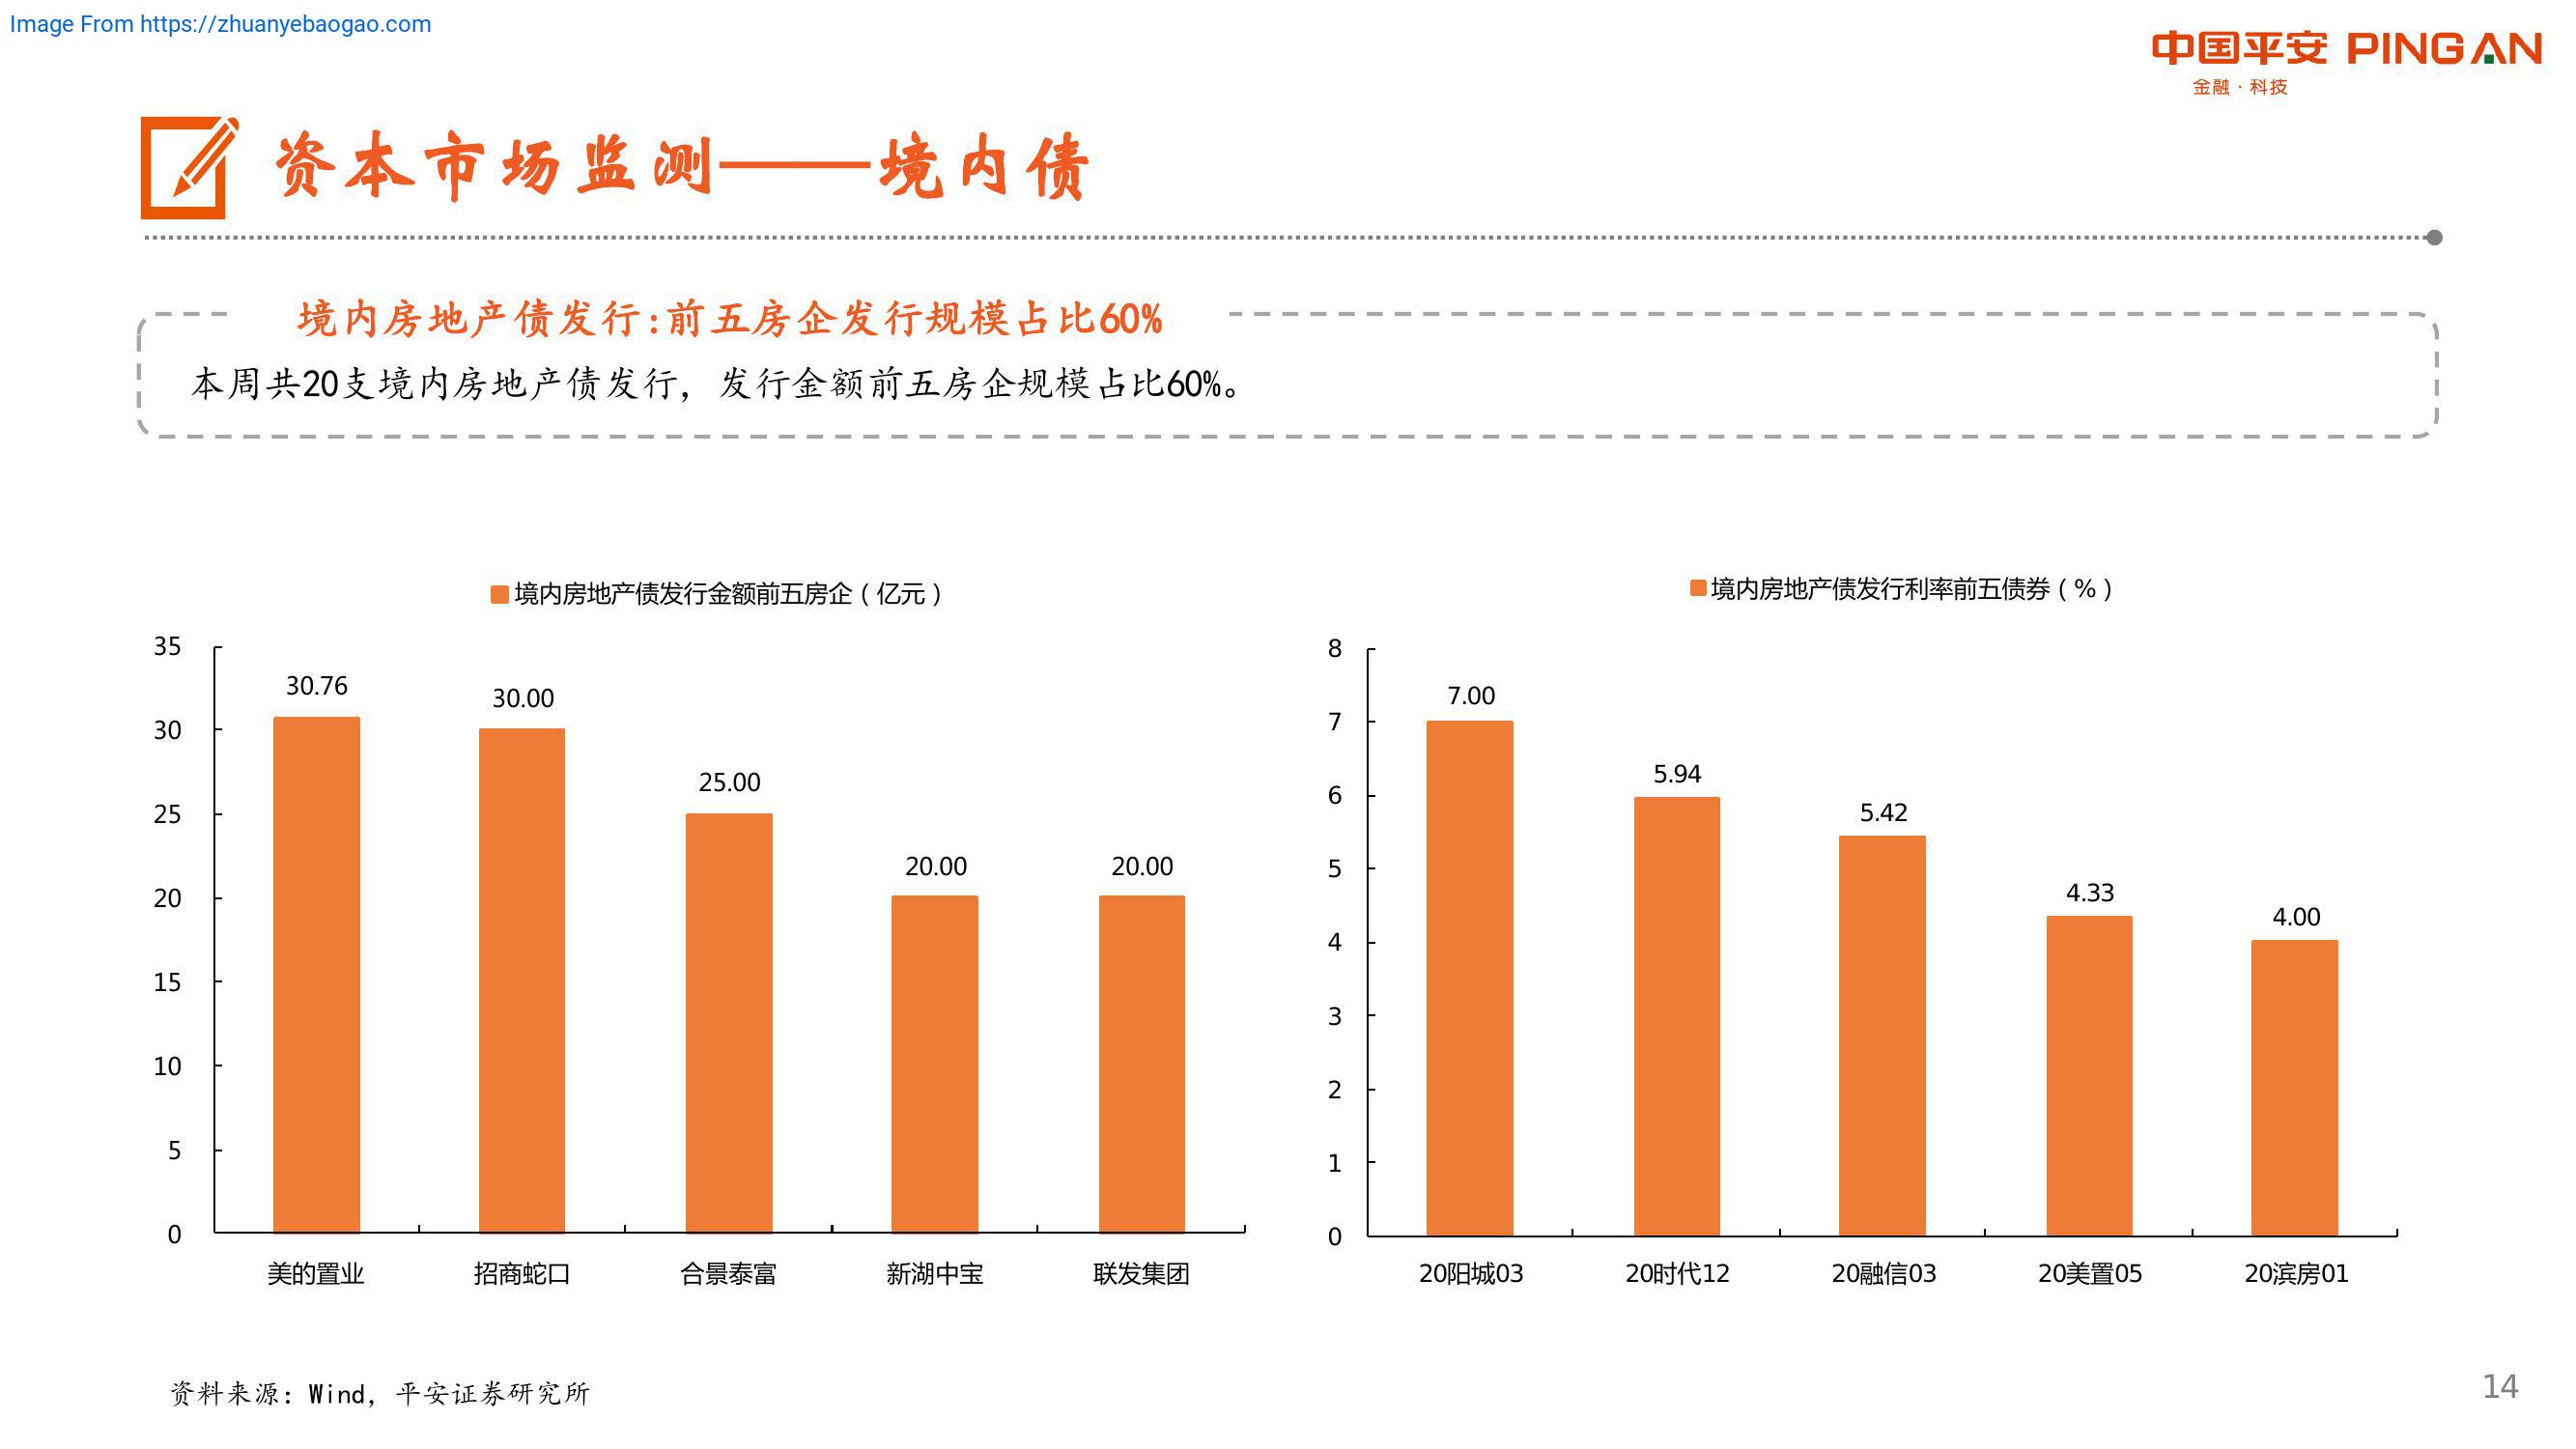 Image From https://zhuanyebaogao.com
中国平安 PINGAN
金融·科技
资本市场监测——境内债
境内房地产债发行:前五房企发行规模占比60%
本周共20支境内房地产债发行，发行金额前五房企规模占比60%。
境内房地产债发行金额前五房企（亿元）
35
30
25
20
15
10
5
0
30.76
30.00
25.00
20.00
20.00
美的置业
招商蛇口
合景泰富
新湖中宝
联发集团
境内房地产债发行利率前五债券（%）
8
7
6
5
4
3
2
1
0
7.00
5.94
5.42
4.33
4.00
20阳城03
20时代12
20融信03
20美置05
20滨房01
资料来源：Wind，平安证券研究所
14